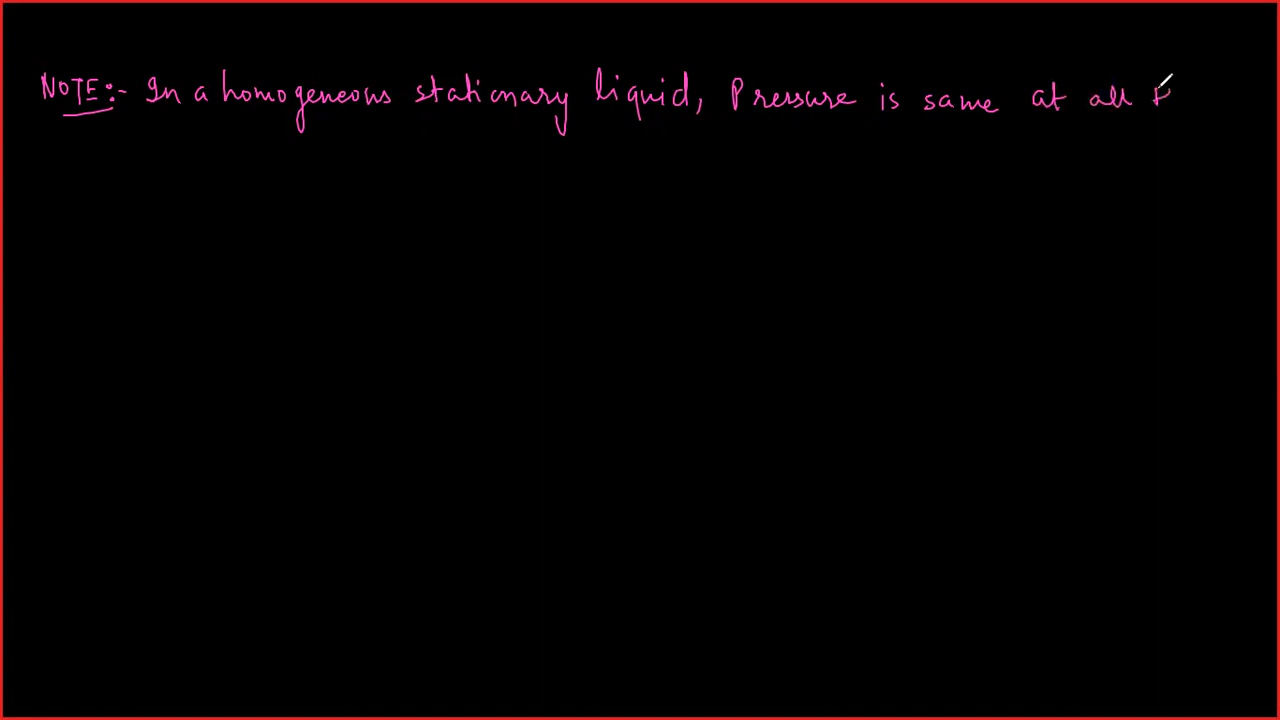 NOTE:- In a homogeneous stationary liquid, Pressure is same at all